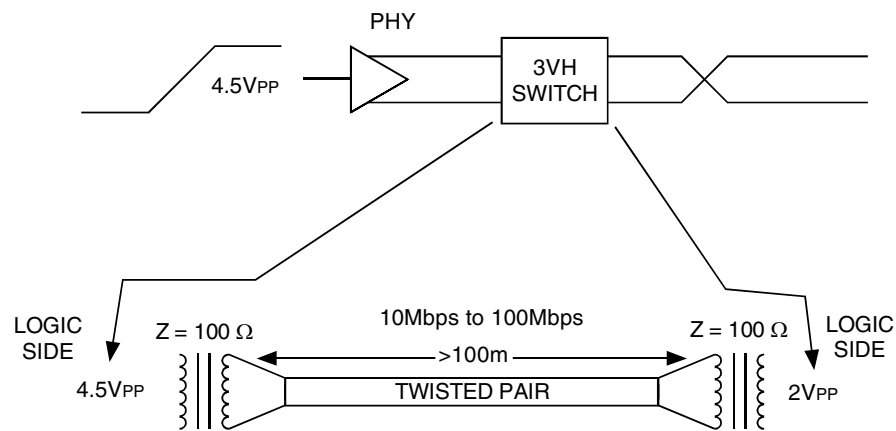 PHY
4.5VPP
3VH
SWITCH
LOGIC
SIDE
Z = 100 Ω
10Mbps to 100Mbps
Z = 100 Ω
LOGIC
SIDE
>100m
4.5VPP
TWISTED PAIR
2VPP